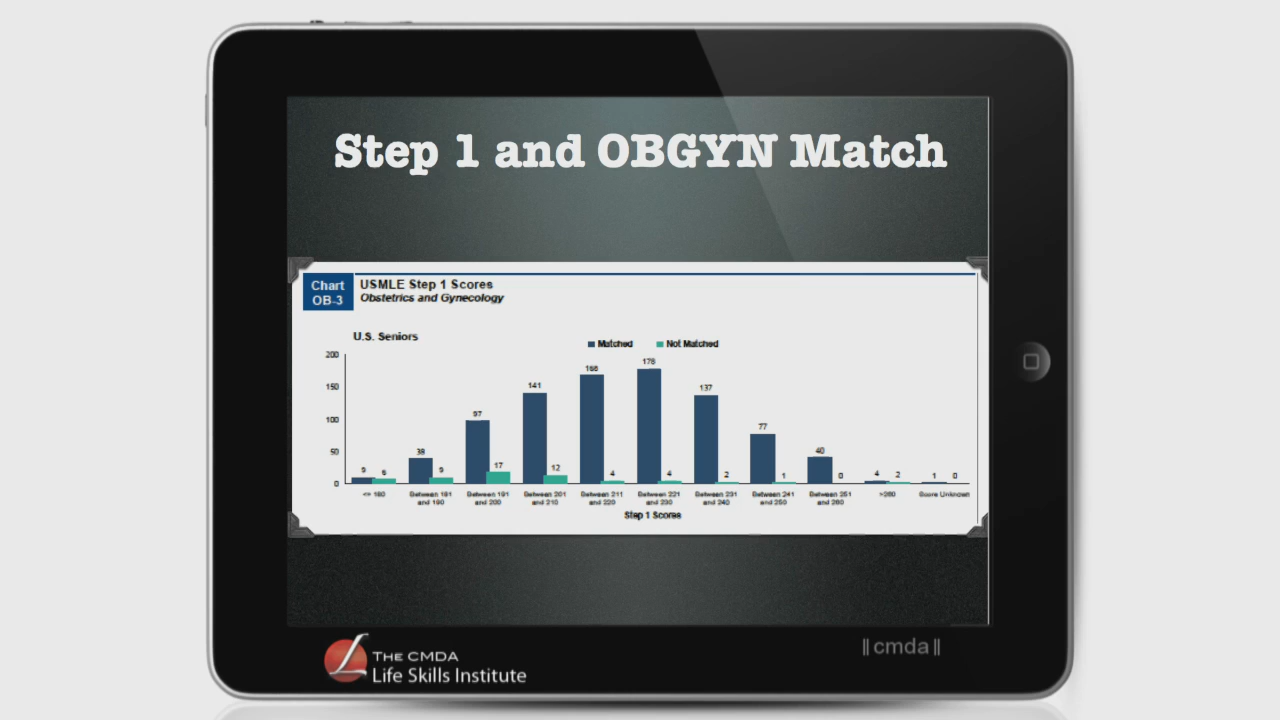 Step 1 and OBGYN Match
Chart
OB-3
USMLE Step 1 Scores
Obstetrics and Gynecology
U.S. Seniors
Matched
Not Matched
200
150
100
50
0
38
9
97
17
141
12
4
4
137
2
77
1
40
0
4
2
1
0
Between 191
and 200
Between 201
and 210
Between 211
and 220
Between 221
and 230
Between 231
and 240
Between 241
and 250
Between 251
and 260
>260
Score Unknown
Step 1 Scores
THE CMDA
Life Skills Institute
cmda